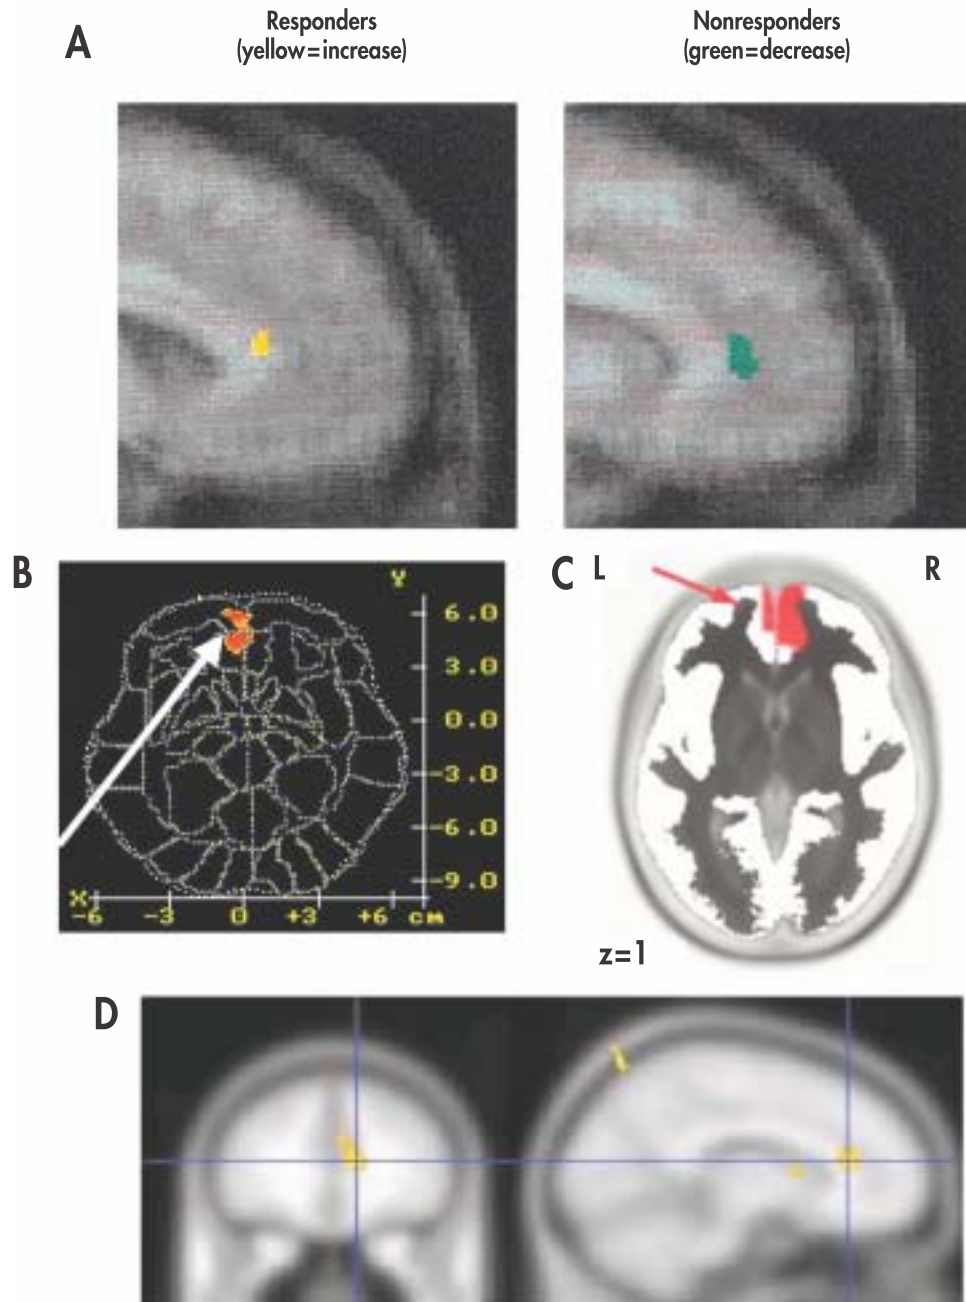 A
Responders
(yellow=increase)
Nonresponders
(green=decrease)
B
Y
6.0
3.0
0.0
-3.0
-6.0
-9.0
X
-6 -3 0 +3 +6 cm
C
L
R
z=1
D